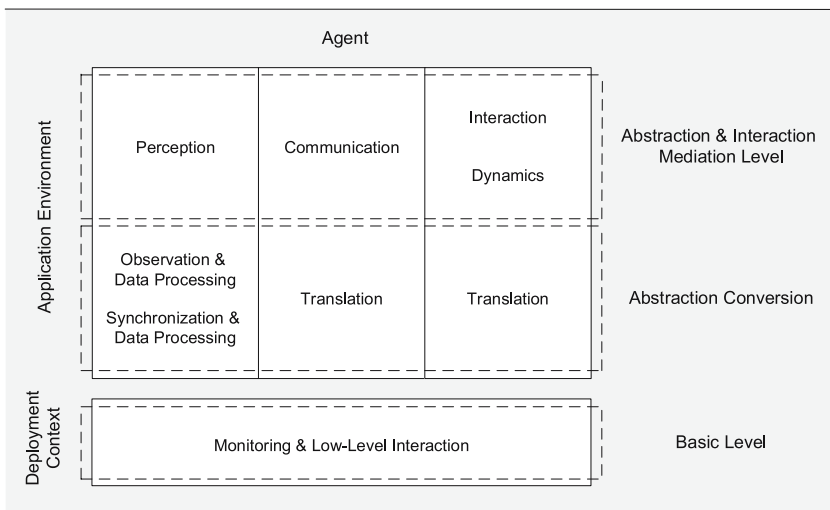 Agent
Application Environment
Perception
Communication
Interaction
Dynamics
Abstraction & Interaction
Mediation Level
Observation &
Data Processing
Synchronization &
Data Processing
Translation
Translation
Abstraction Conversion
Deployment
Context
Monitoring & Low-Level Interaction
Basic Level